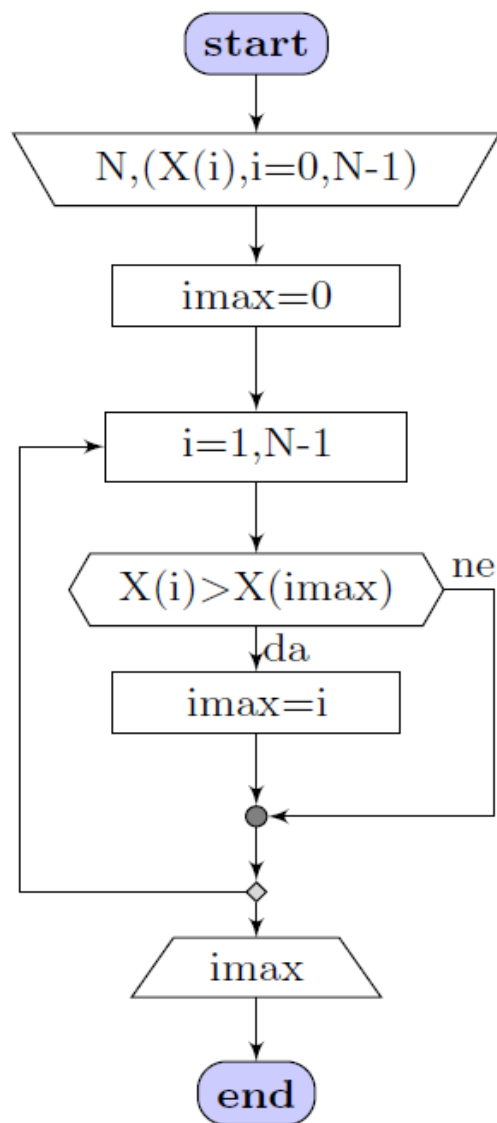 start
N,(X(i),i=0,N-1)
imax=0
i=1,N-1
X(i)>X(imax)
ne
da
imax=i
imax
end